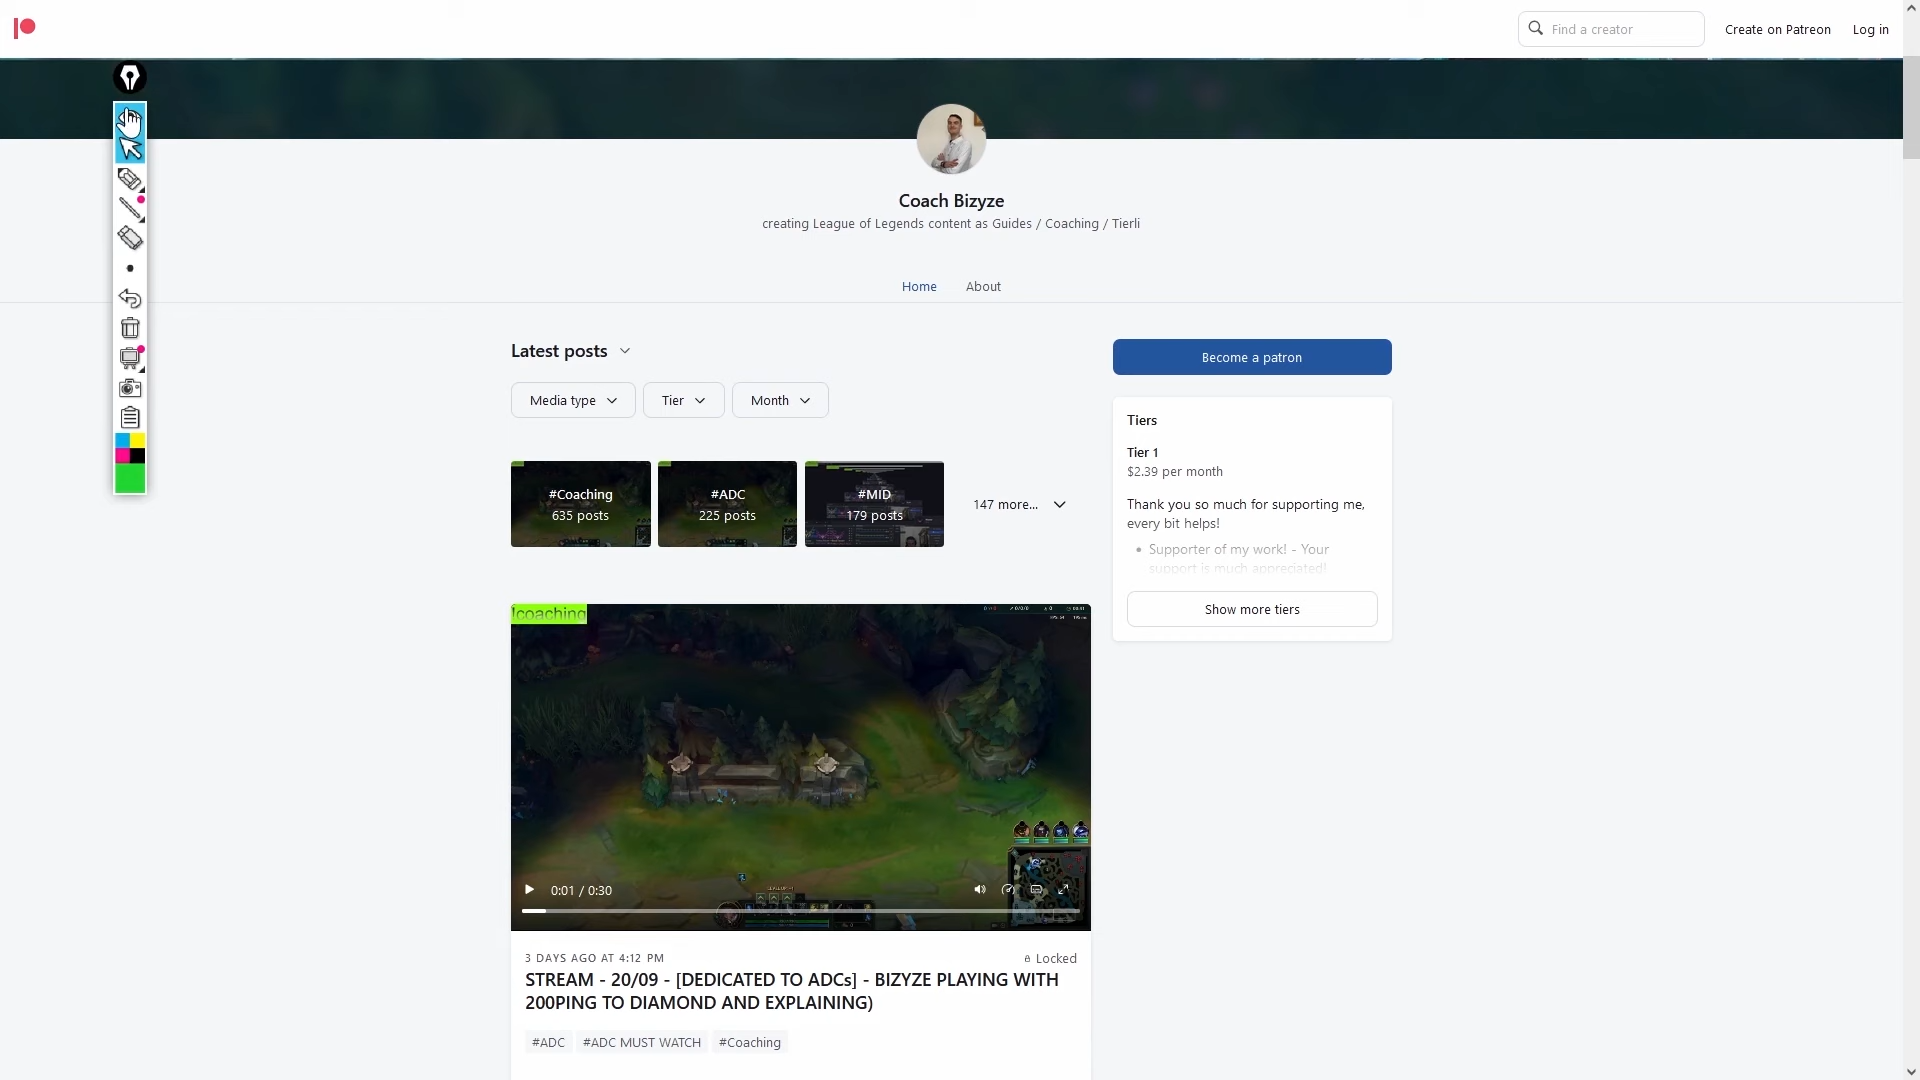 Find a creator
Create on Patreon
Log in
Coach Bizyze
creating League of Legends content as Guides / Coaching / Tierli
Home
About
Latest posts
Become a patron
Media type
Tier
Month
Tiers
Tier 1
$2.39 per month
#Coaching
635 posts
#ADC
225 posts
#MID
179 posts
147 more...
Thank you so much for supporting me,
every bit helps!
Supporter of my work! - Your
support is much appreciated!
Show more tiers
!coaching
0:01 / 0:30
3 DAYS AGO AT 4:12 PM
Locked
STREAM - 20/09 - [DEDICATED TO ADCs] - BIZYZE PLAYING WITH
200PING TO DIAMOND AND EXPLAINING)
#ADC
#ADC MUST WATCH
#Coaching